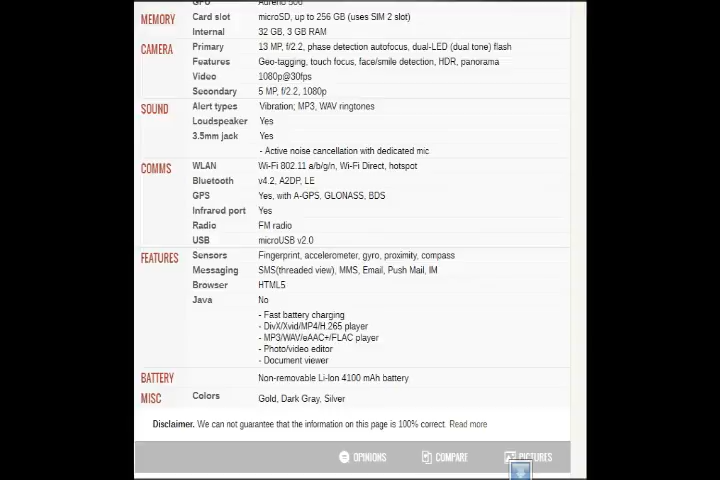 GPU Adreno 506
MEMORY Card slot microSD, up to 256 GB (uses SIM 2 slot)
Internal 32 GB, 3 GB RAM
CAMERA Primary 13 MP, f/2.2, phase detection autofocus, dual-LED (dual tone) flash
Features Geo-tagging, touch focus, face/smile detection, HDR, panorama
Video 1080p@30fps
Secondary 5 MP, f/2.2, 1080p
SOUND Alert types Vibration; MP3, WAV ringtones
Loudspeaker Yes
3.5mm jack Yes
- Active noise cancellation with dedicated mic
COMMS WLAN Wi-Fi 802.11 a/b/g/n, Wi-Fi Direct, hotspot
Bluetooth v4.2, A2DP, LE
GPS Yes, with A-GPS, GLONASS, BDS
Infrared port Yes
Radio FM radio
USB microUSB v2.0
FEATURES Sensors Fingerprint, accelerometer, gyro, proximity, compass
Messaging SMS(threaded view), MMS, Email, Push Mail, IM
Browser HTML5
Java No
- Fast battery charging
- DivX/Xvid/MP4/H.265 player
- MP3/WAV/eAAC+/FLAC player
- Photo/video editor
- Document viewer
BATTERY Non-removable Li-Ion 4100 mAh battery
MISC Colors Gold, Dark Gray, Silver
Disclaimer. We can not guarantee that the information on this page is 100% correct. Read more
OPINIONS COMPARE PICTURES